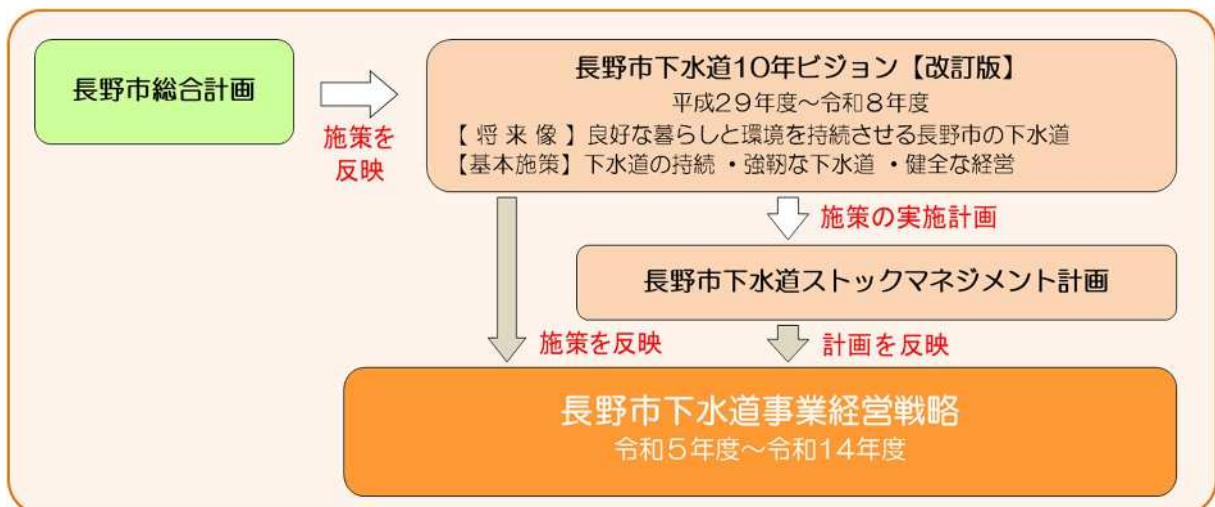 長野市総合計画
施策を
反映
長野市下水道10年ビジョン【改訂版】
平成29年度~令和8年度
【 将 来 像 】良好な暮らしと環境を持続させる長野市の下水道
【基本施策】下水道の持続 ・強靭な下水道 ・健全な経営
施策の実施計画
長野市下水道ストックマネジメント計画
施策を反映
計画を反映
長野市下水道事業経営戦略
令和5年度~令和14年度